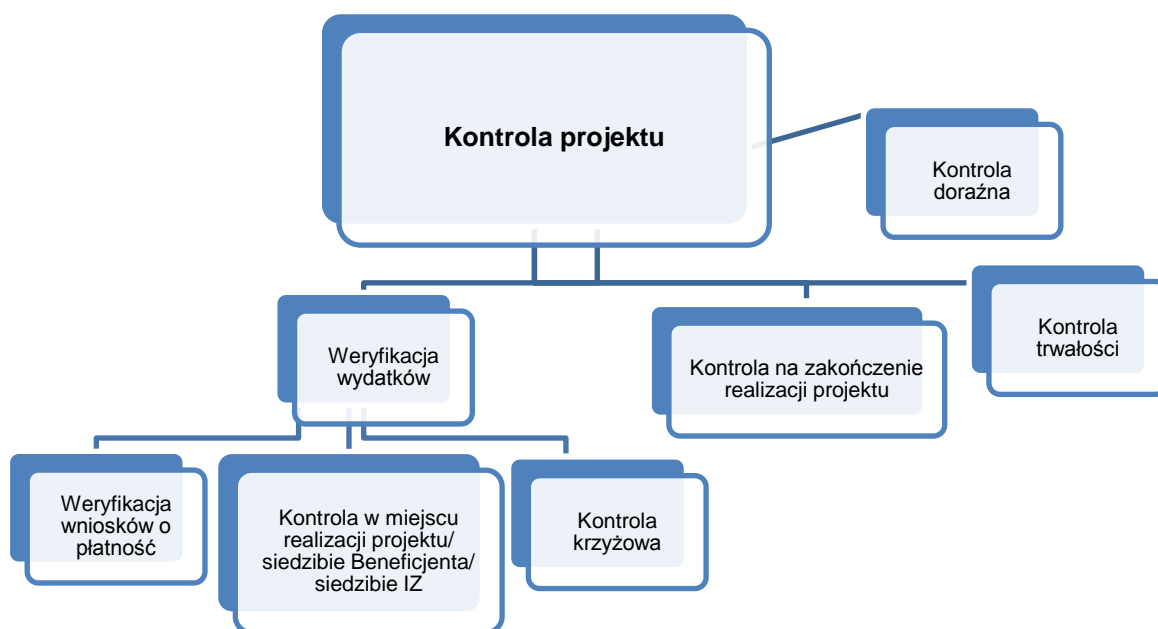 Kontrola projektu
Kontrola
doraźna
Weryfikacja
wydatków
Kontrola na zakończenie
realizacji projektu
Kontrola
trwałości
Weryfikacja
wniosków o
płatność
Kontrola w miejscu
realizacji projektu/
siedzibie Beneficjenta/
siedzibie IZ
Kontrola
krzyżowa